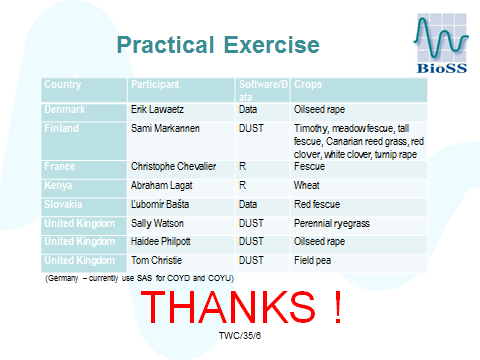 Practical Exercise
BioSS
Country Participant Software/D Crops
ata
Denmark Erik Lawaetz Data Oilseed rape
Finland Sami Markannen DUST Timothy, meadow fescue, tall
fescue, Canarian reed grass, red
clover, white clover, turnip rape
France Christophe Chevalier R Fescue
Kenya Abraham Lagat R Wheat
Slovakia Ľubomír Bašta Data Red fescue
United Kingdom Sally Watson DUST Perennial ryegrass
United Kingdom Haidee Philpott DUST Oilseed rape
United Kingdom Tom Christie DUST Field pea
(Germany – currently use SAS for COYD and COYU)
THANKS !
TWC/35/6